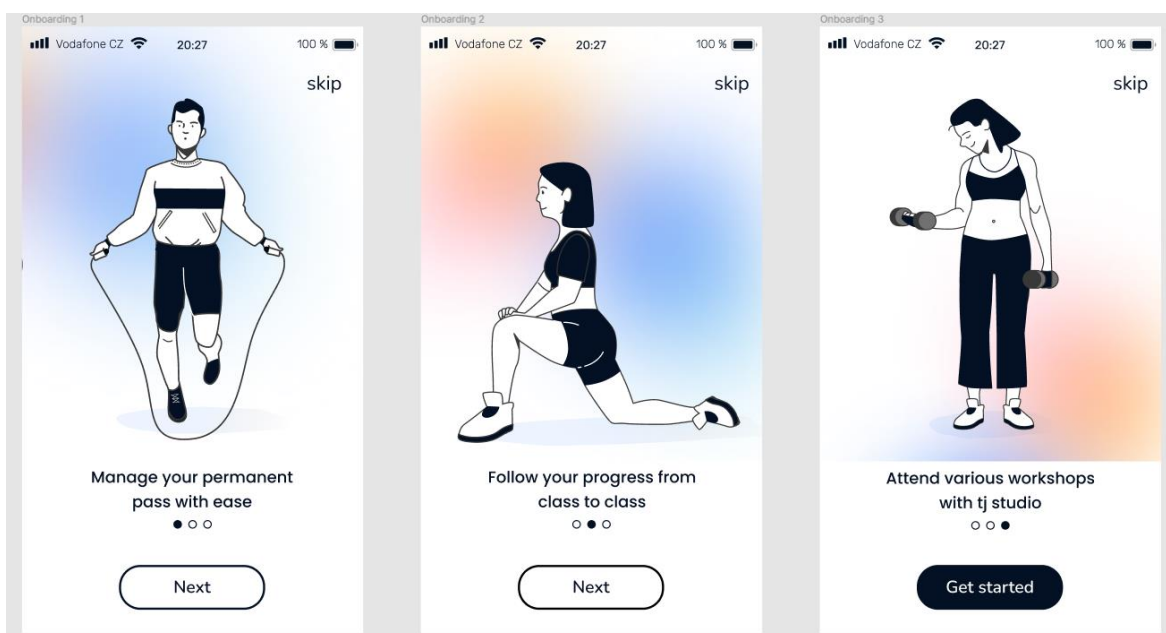 Onboarding 1
Vodafone CZ 20:27 100 %
skip
Manage your permanent
pass with ease
Next
Onboarding 2
Vodafone CZ 20:27 100 %
skip
Follow your progress from
class to class
Next
Onboarding 3
Vodafone CZ 20:27 100 %
skip
Attend various workshops
with tj studio
Get started